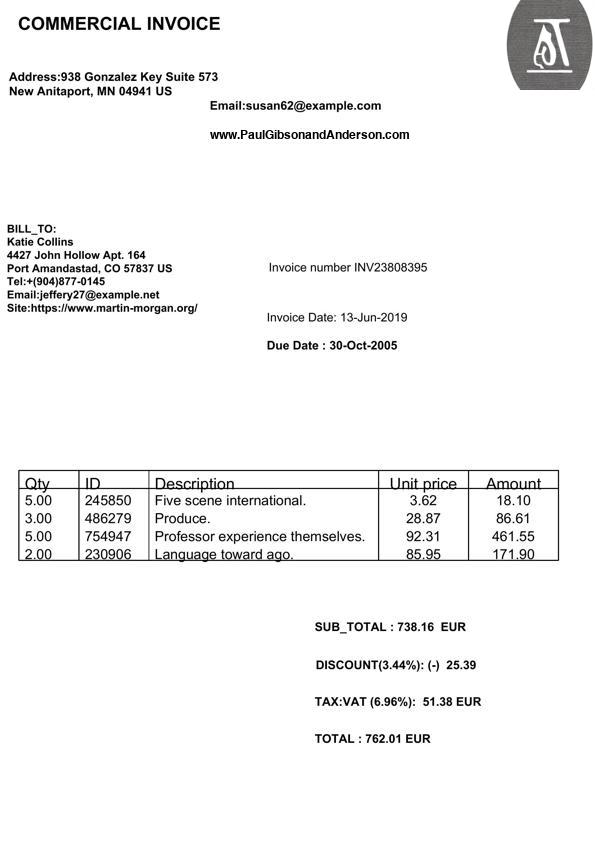 COMMERCIAL INVOICE
Address:938 Gonzalez Key Suite 573
New Anitaport, MN 04941 US
Email:susan62@example.com
www.PaulGibsonandAnderson.com
BILL_TO:
Katie Collins
4427 John Hollow Apt. 164
Port Amandastad, CO 57837 US
Tel:+(904)877-0145
Email:jeffery27@example.net
Site:https://www.martin-morgan.org/
Invoice number INV23808395
Invoice Date: 13-Jun-2019
Due Date : 30-Oct-2005
Qty ID Description Unit price Amount
5.00 245850 Five scene international. 3.62 18.10
3.00 486279 Produce. 28.87 86.61
5.00 754947 Professor experience themselves. 92.31 461.55
2.00 230906 Language toward ago. 85.95 171.90
SUB_TOTAL : 738.16 EUR
DISCOUNT(3.44%): (-) 25.39
TAX:VAT (6.96%): 51.38 EUR
TOTAL : 762.01 EUR